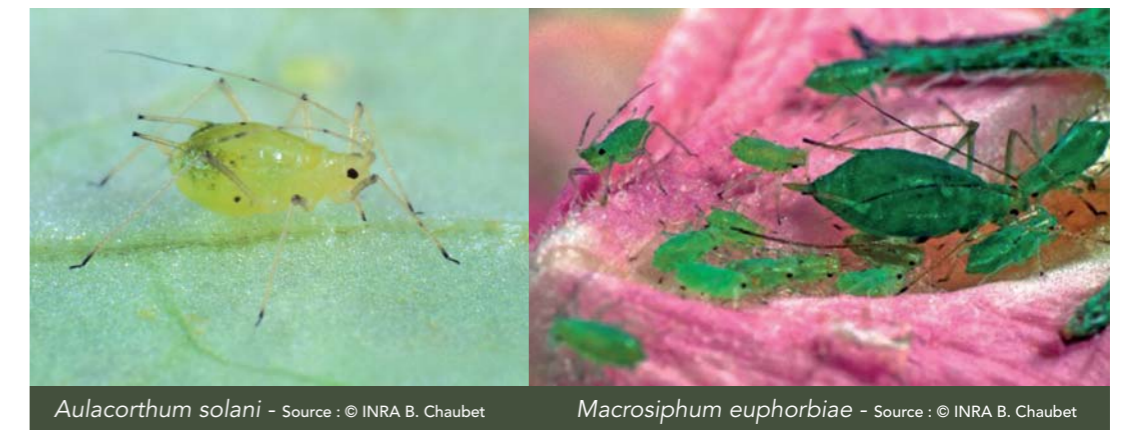 Aulacorthum solani - Source : © INRA B. Chaubet
Macrosiphum euphorbiae - Source : © INRA B. Chaubet